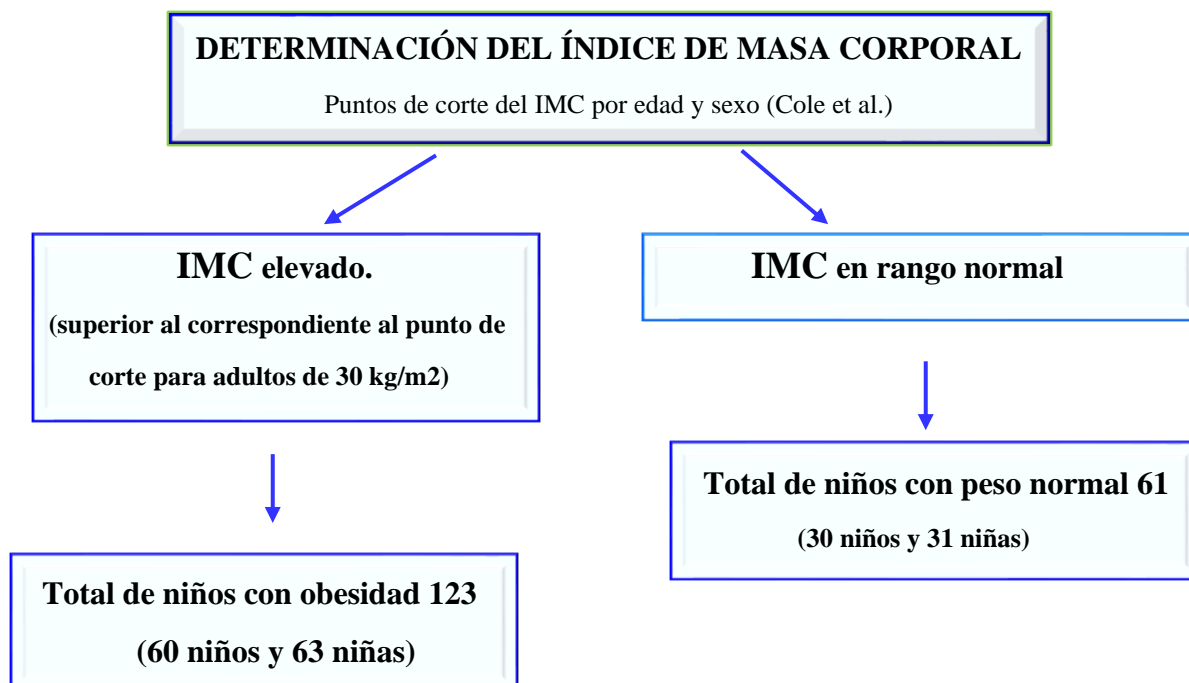 DETERMINACIÓN DEL ÍNDICE DE MASA CORPORAL
Puntos de corte del IMC por edad y sexo (Cole et al.)
IMC elevado.
(superior al correspondiente al punto de
corte para adultos de 30 kg/m2)
Total de niños con obesidad 123
(60 niños y 63 niñas)
IMC en rango normal
Total de niños con peso normal 61
(30 niños y 31 niñas)